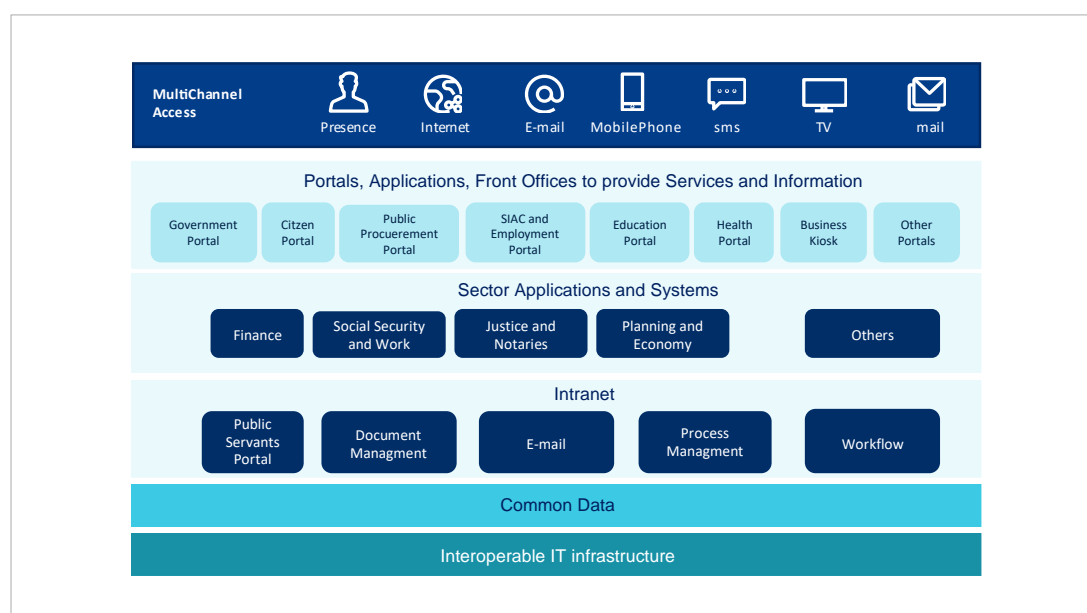 MultiChannel
Access
Presence
Internet
E-mail
MobilePhone
sms
TV
mail
Portals, Applications, Front Offices to provide Services and Information
Government
Portal
Citzen
Portal
Public
Procuerement
Portal
SIAC and
Employment
Portal
Education
Portal
Health
Portal
Business
Kiosk
Other
Portals
Sector Applications and Systems
Finance
Social Security
and Work
Justice and
Notaries
Planning and
Economy
Others
Intranet
Public
Servants
Portal
Document
Managment
E-mail
Process
Managment
Workflow
Common Data
Interoperable IT infrastructure